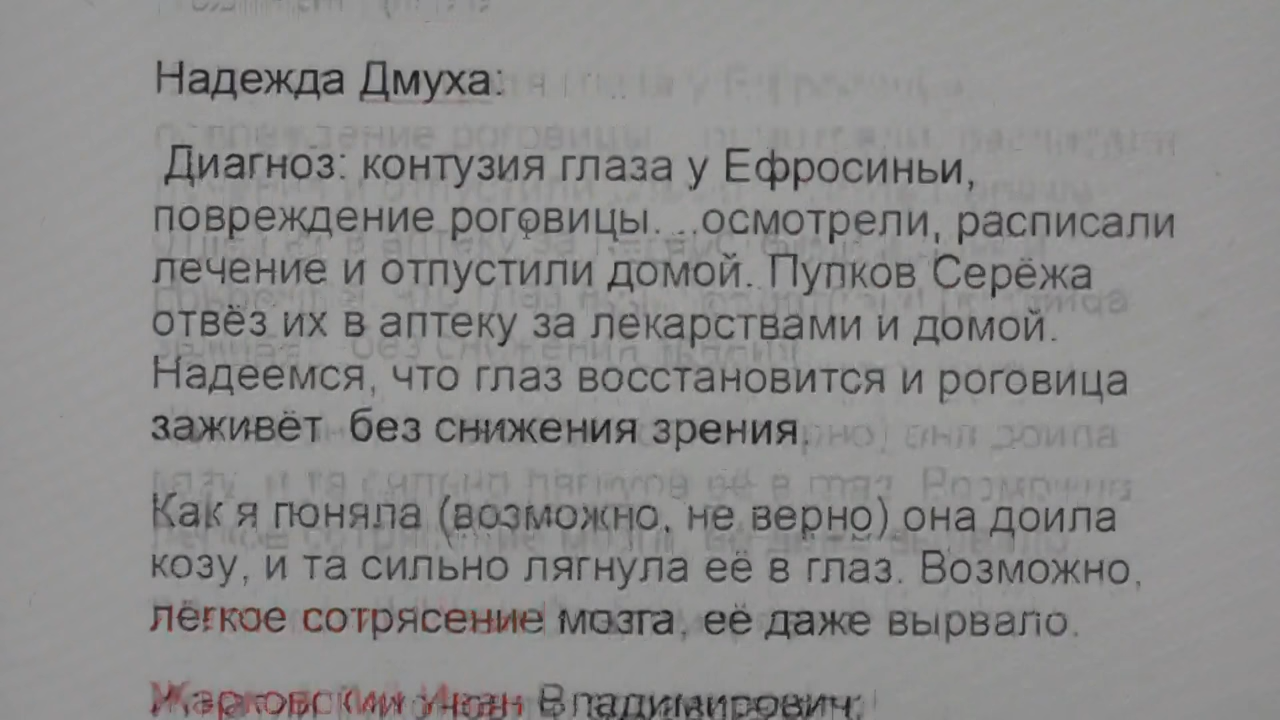 Надежда Дмуха:
Диагноз: контузия глаза у Ефросиньи,
повреждение роговицы. ..осмотрели, расписали
лечение и отпустили домой. Пупков Серёжа
отвёз их в аптеку за лекарствами и домой.
Надеемся, что глаз восстановится и роговица
заживёт без снижения зрения.
Как я поняла (возможно, не верно) она доила
козу, и та сильно лягнула её в глаз. Возможно,
лёгкое сотрясение мозга, её даже вырвало.
Жарковский Иван Владимирович: